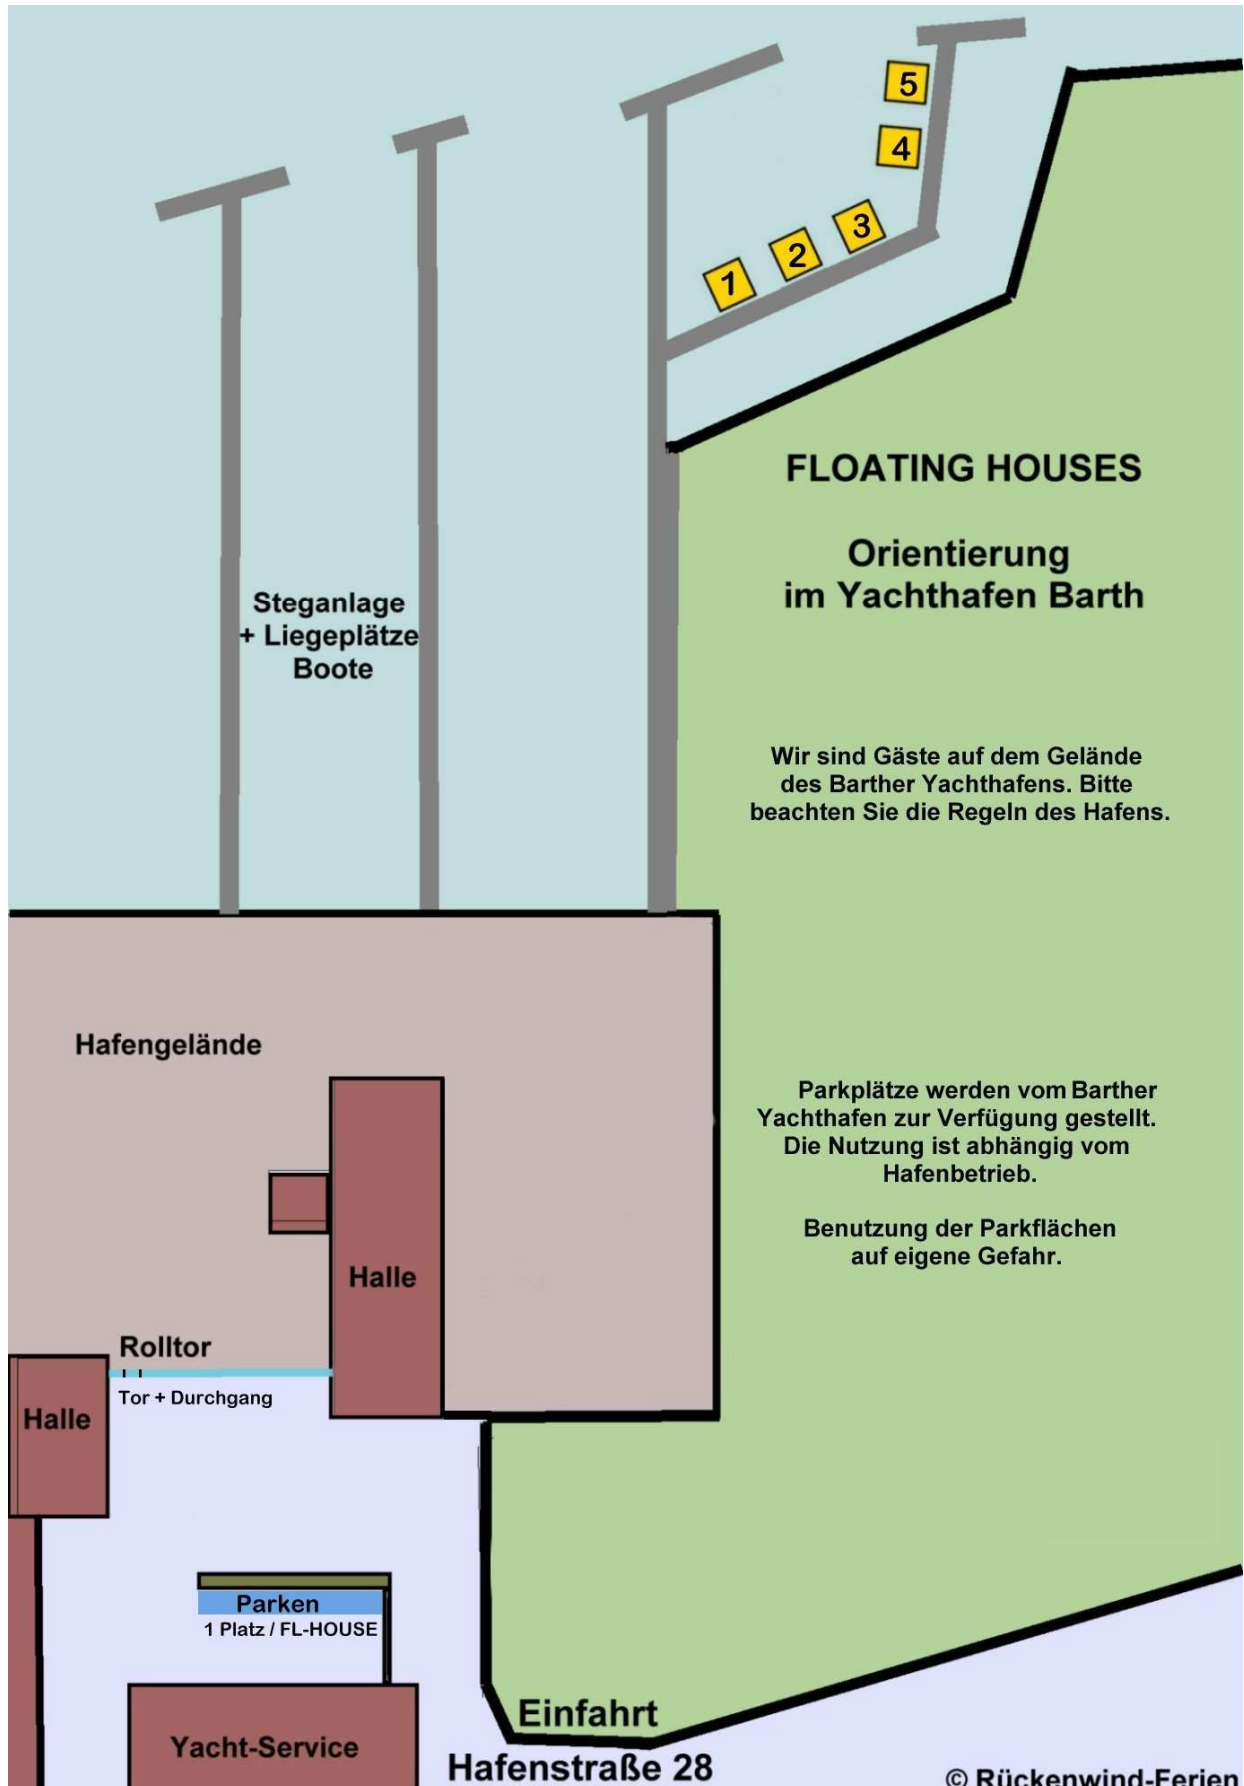 5
4
3
2
1
FLOATING HOUSES
Orientierung
im Yachthafen Barth
Steganlage
+ Liegeplätze
Boote
Wir sind Gäste auf dem Gelände
des Barther Yachthafens. Bitte
beachten Sie die Regeln des Hafens.
Hafengelände
Parkplätze werden vom Barther
Yachthafen zur Verfügung gestellt.
Die Nutzung ist abhängig vom
Hafenbetrieb.
Benutzung der Parkflächen
auf eigene Gefahr.
Halle
Rolltor
Tor + Durchgang
Halle
Parken
1 Platz / FL-HOUSE
Yacht-Service
Einfahrt
Hafenstraße 28
© Rückenwind-Ferien